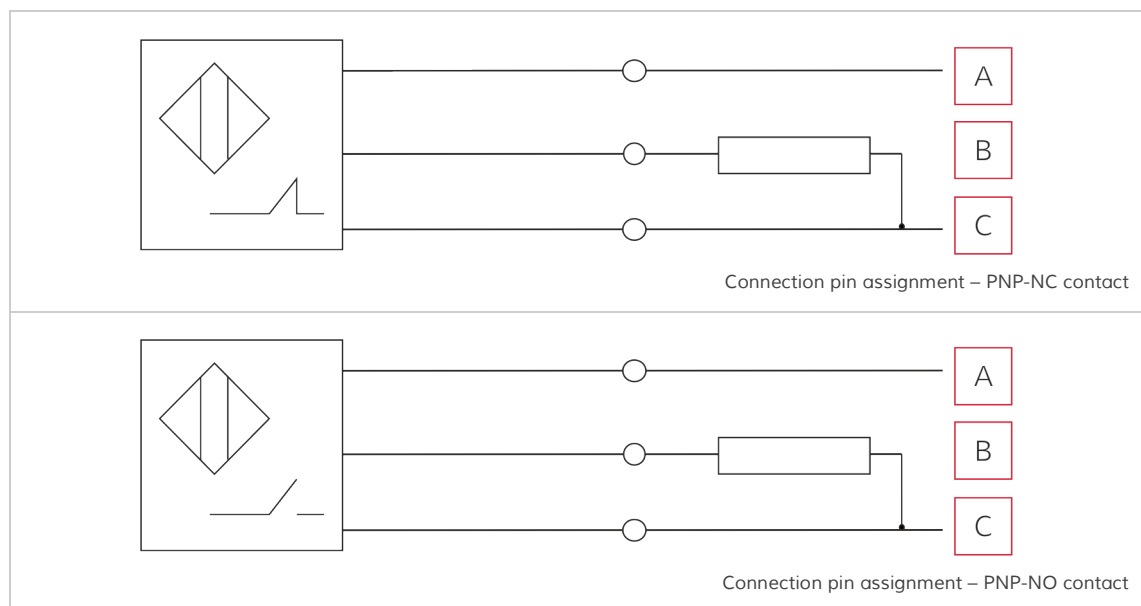 A
B
C
Connection pin assignment – PNP-NC contact
A
B
C
Connection pin assignment – PNP-NO contact